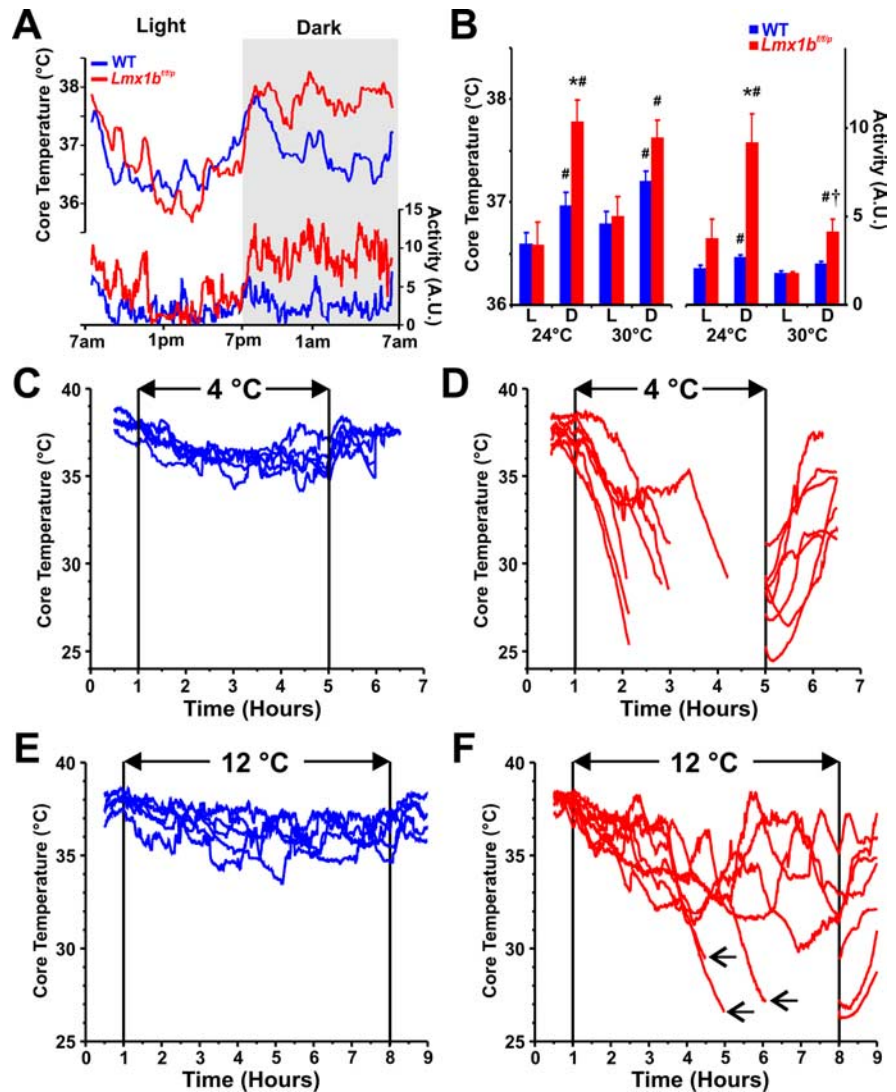 A
Light
Dark
WT
Lmx1b^f/f/p
Core Temperature (°C)
38
37
36
Activity (A.U.)
15
10
5
0
7am
1pm
7pm
1am
7am
B
WT
Lmx1b^f/f/p
Core Temperature (°C)
38
37
36
*#
#
#
#
*#
#
#†
Activity (A.U.)
10
5
0
L D L D L D L D
24°C 30°C 24°C 30°C
C
4 °C
Core Temperature (°C)
40
35
30
25
0 1 2 3 4 5 6 7
Time (Hours)
D
4 °C
Core Temperature (°C)
40
35
30
25
0 1 2 3 4 5 6 7
Time (Hours)
E
12 °C
Core Temperature (°C)
40
35
30
25
0 1 2 3 4 5 6 7 8 9
Time (Hours)
F
12 °C
Core Temperature (°C)
40
35
30
25
0 1 2 3 4 5 6 7 8 9
Time (Hours)